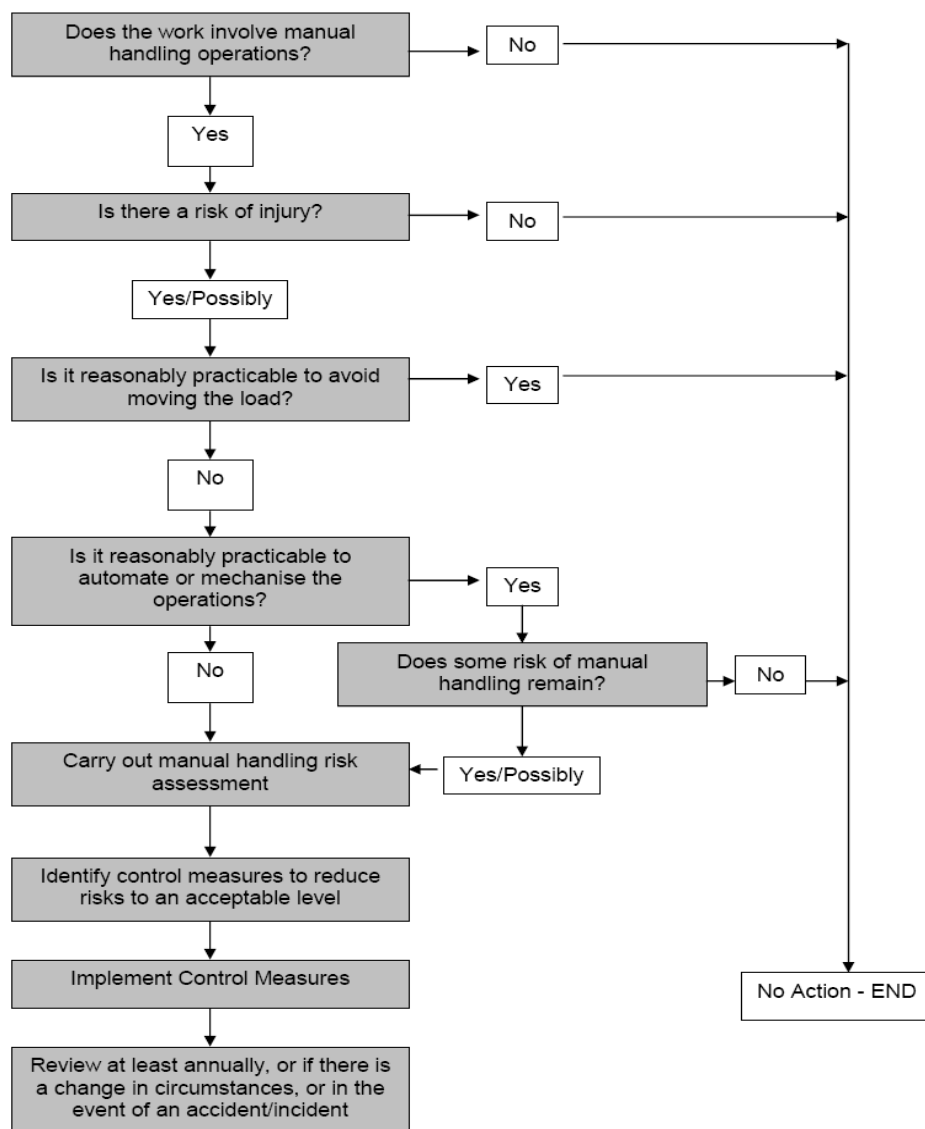 Does the work involve manual
handling operations?
No
Yes
Is there a risk of injury?
No
Yes/Possibly
Is it reasonably practicable to avoid
moving the load?
Yes
No
Is it reasonably practicable to
automate or mechanise the
operations?
Yes
No
Does some risk of manual
handling remain?
No
Carry out manual handling risk
assessment
Yes/Possibly
Identify control measures to reduce
risks to an acceptable level
Implement Control Measures
No Action - END
Review at least annually, or if there is
a change in circumstances, or in the
event of an accident/incident